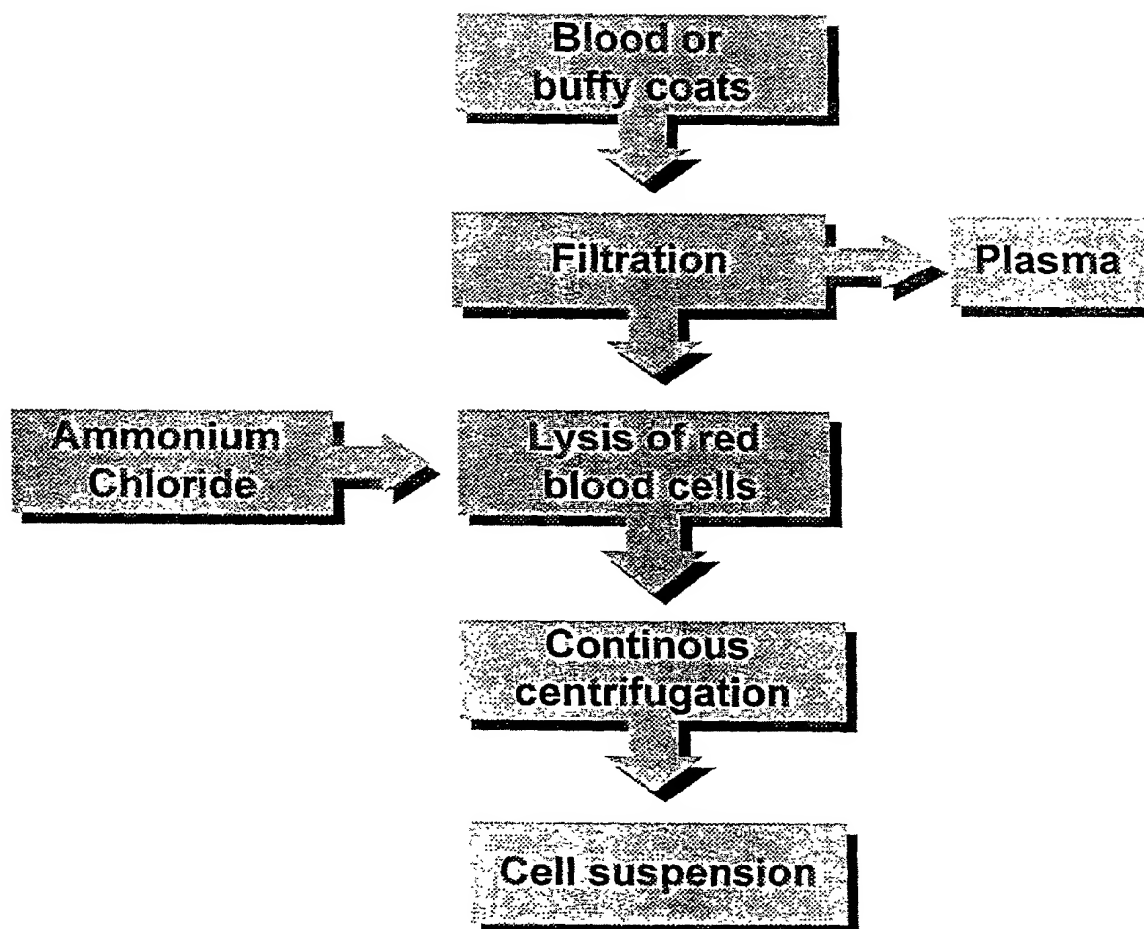 Blood or
buffy coats
Filtration
Plasma
Ammonium
Chloride
Lysis of red
blood cells
Continous
centrifugation
Cell suspension